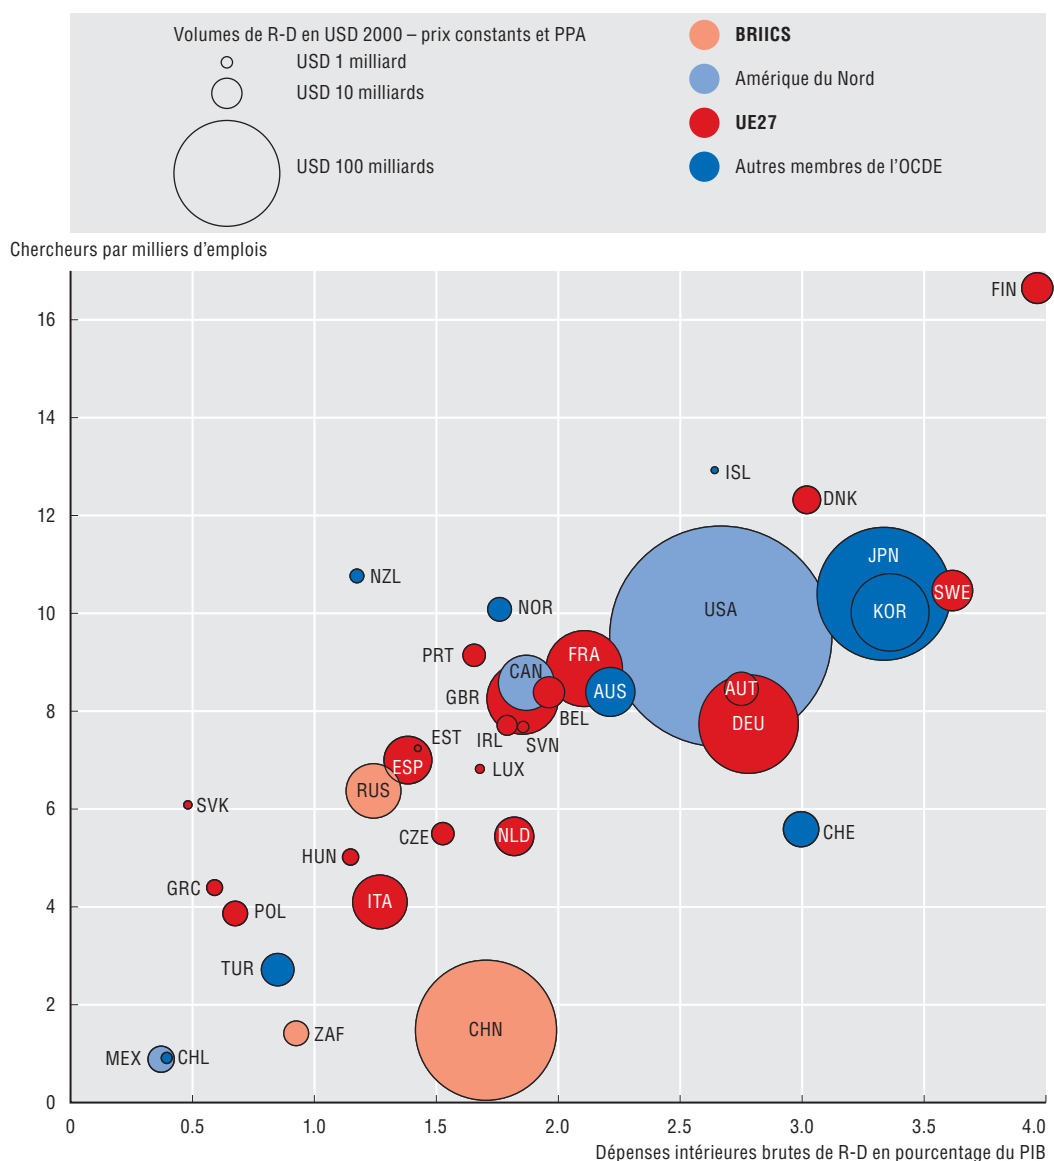 Volumes de R-D en USD 2000 – prix constants et PPA
USD 1 milliard
USD 10 milliards
USD 100 milliards
BRIICS
Amérique du Nord
UE27
Autres membres de l'OCDE
Chercheurs par milliers d'emplois
FIN
16
14
ISL
DNK
12
JPN
NZL
NOR
USA
KOR
SWE
10
PRT
FRA
CAN
GBR
AUS
AUT
BEL
DEU
8
EST
IRL
SVN
ESP
LUX
RUS
SVK
6
CZE
NLD
CHE
HUN
GRC
ITA
POL
4
TUR
2
ZAF
CHN
MEX
CHL
0
0 0.5 1.0 1.5 2.0 2.5 3.0 3.5 4.0
Dépenses intérieures brutes de R-D en pourcentage du PIB